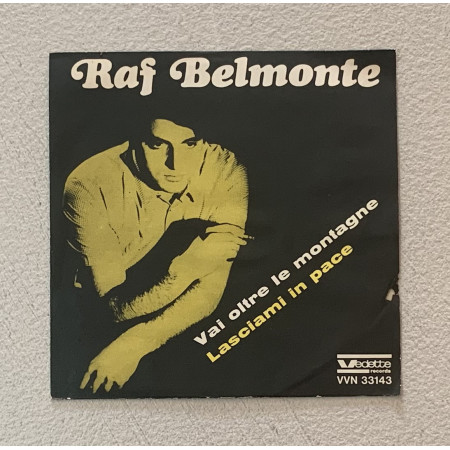 Raf Belmonte
Vai oltre le montagne
Lasciami in pace
Vedette
records
VVN 33143